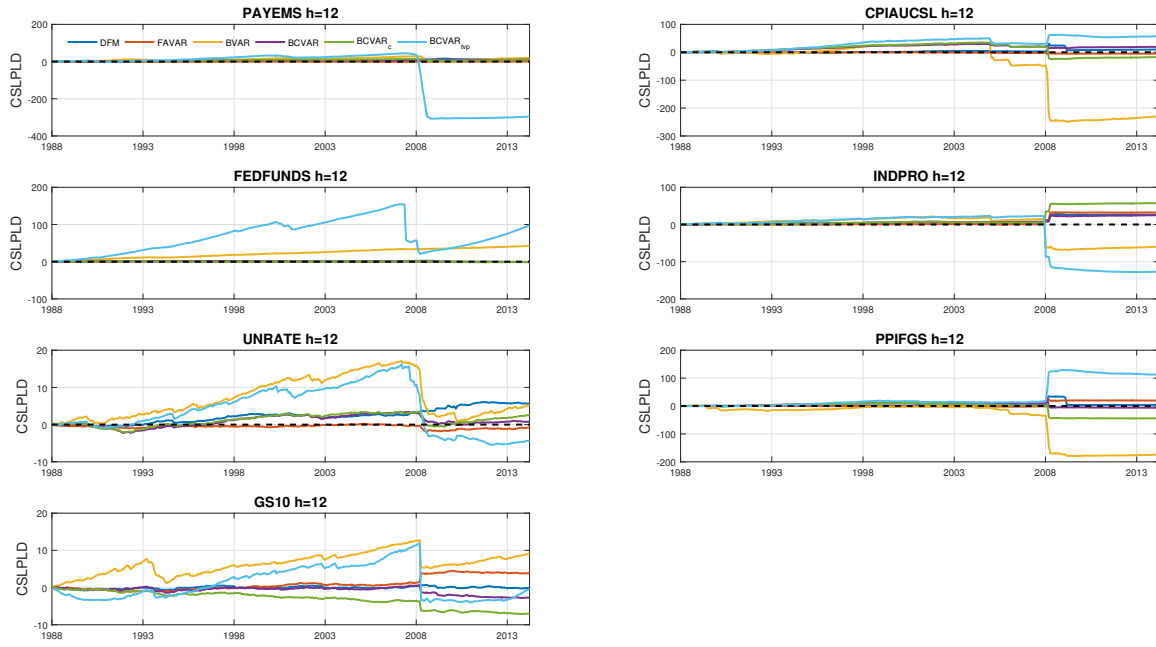 PAYEMS h=12
CSLPLD
200
0
-200
-400
DFM FAVAR BVAR BCVAR BCVAR_c BCVAR_tvp
1988 1993 1998 2003 2008 2013
CPIAUCSL h=12
CSLPLD
100
0
-100
-200
-300
1988 1993 1998 2003 2008 2013
FEDFUNDS h=12
CSLPLD
200
100
0
-100
1988 1993 1998 2003 2008 2013
INDPRO h=12
CSLPLD
100
0
-100
-200
1988 1993 1998 2003 2008 2013
UNRATE h=12
CSLPLD
20
10
0
-10
1988 1993 1998 2003 2008 2013
PPIFGS h=12
CSLPLD
200
100
0
-100
-200
1988 1993 1998 2003 2008 2013
GS10 h=12
CSLPLD
20
10
0
-10
1988 1993 1998 2003 2008 2013